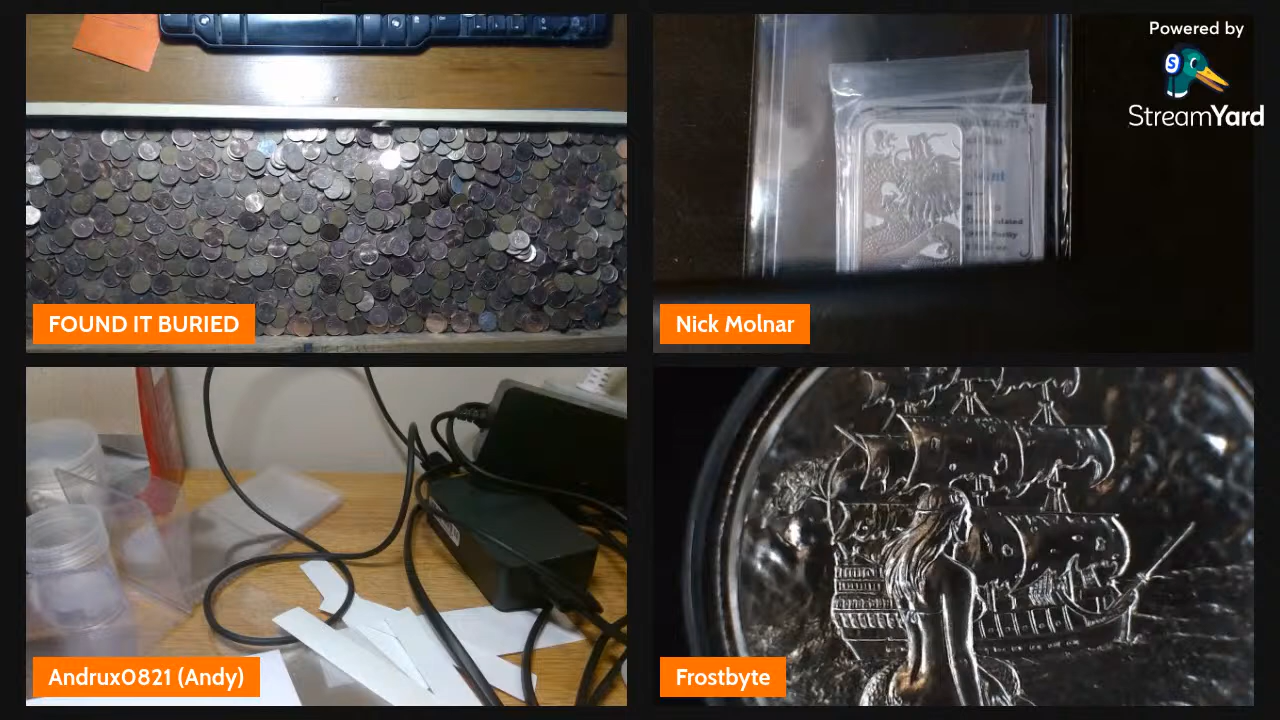 Powered by
StreamYard
FOUND IT BURIED
Nick Molnar
Andrux0821 (Andy)
Frostbyte